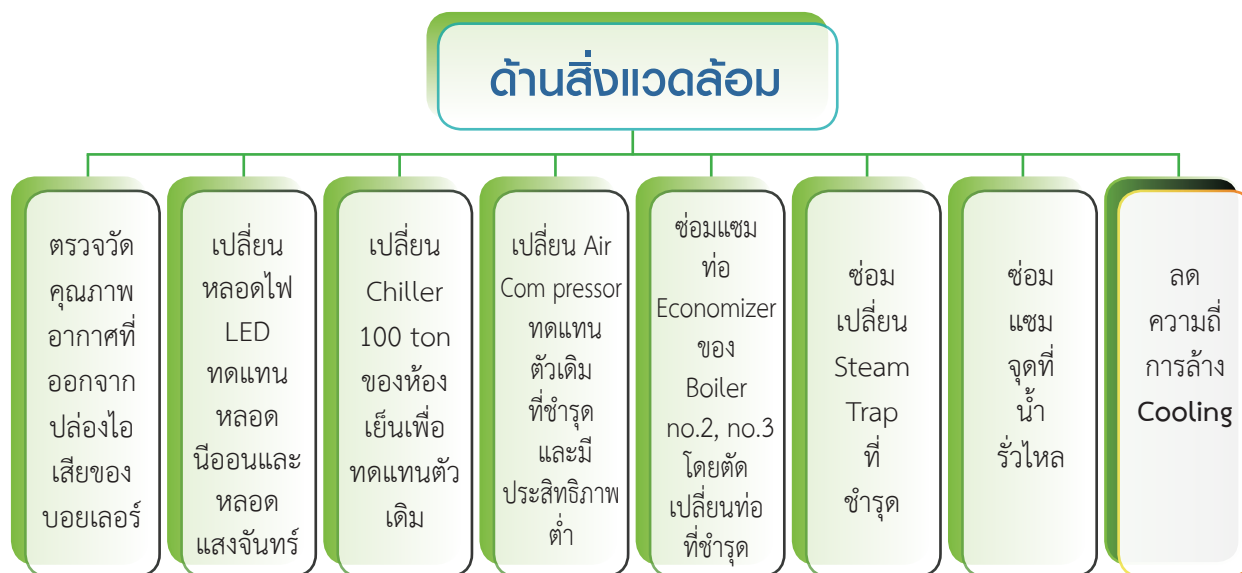 ด้านสิ่งแวดล้อม
ตรวจวัด
คุณภาพ
อากาศที่
ออกจาก
ปล่องไอ
เสียของ
บอยเลอร์
เปลี่ยน
หลอดไฟ
LED
ทดแทน
หลอด
นีออนและ
หลอด
แสงจันทร์
เปลี่ยน
Chiller
100 ton
ของห้อง
เย็นเพื่อ
ทดแทนตัว
เดิม
เปลี่ยน Air
Com pressor
ทดแทน
ตัวเดิม
ที่ชำรุด
และมี
ประสิทธิภาพ
ต่ำ
ซ่อมแซม
ท่อ
Economizer
ของ
Boiler
no.2, no.3
โดยตัด
เปลี่ยนท่อ
ที่ชำรุด
ซ่อม
เปลี่ยน
Steam
Trap
ที่
ชำรุด
ซ่อม
แซม
จุดที่
น้ำ
รั่วไหล
ลด
ความถี่
การล้าง
Cooling